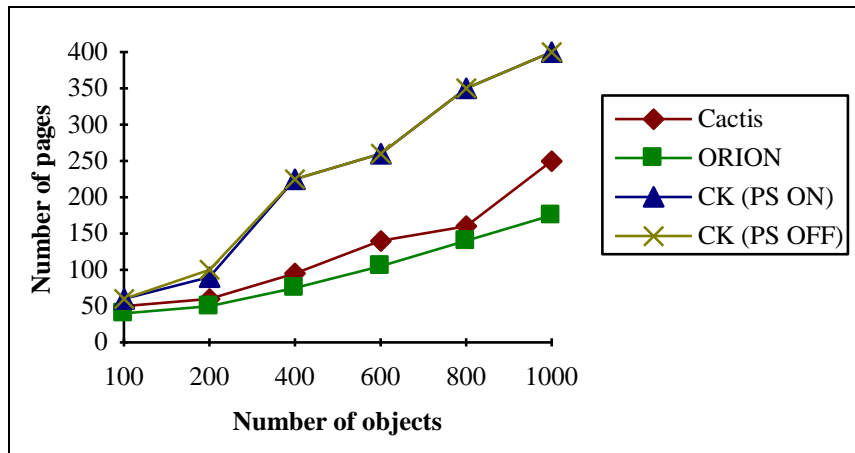 400
350
300
250
200
150
100
50
0
Number of pages
100 200 400 600 800 1000
Number of objects
Cactis
ORION
CK (PS ON)
CK (PS OFF)